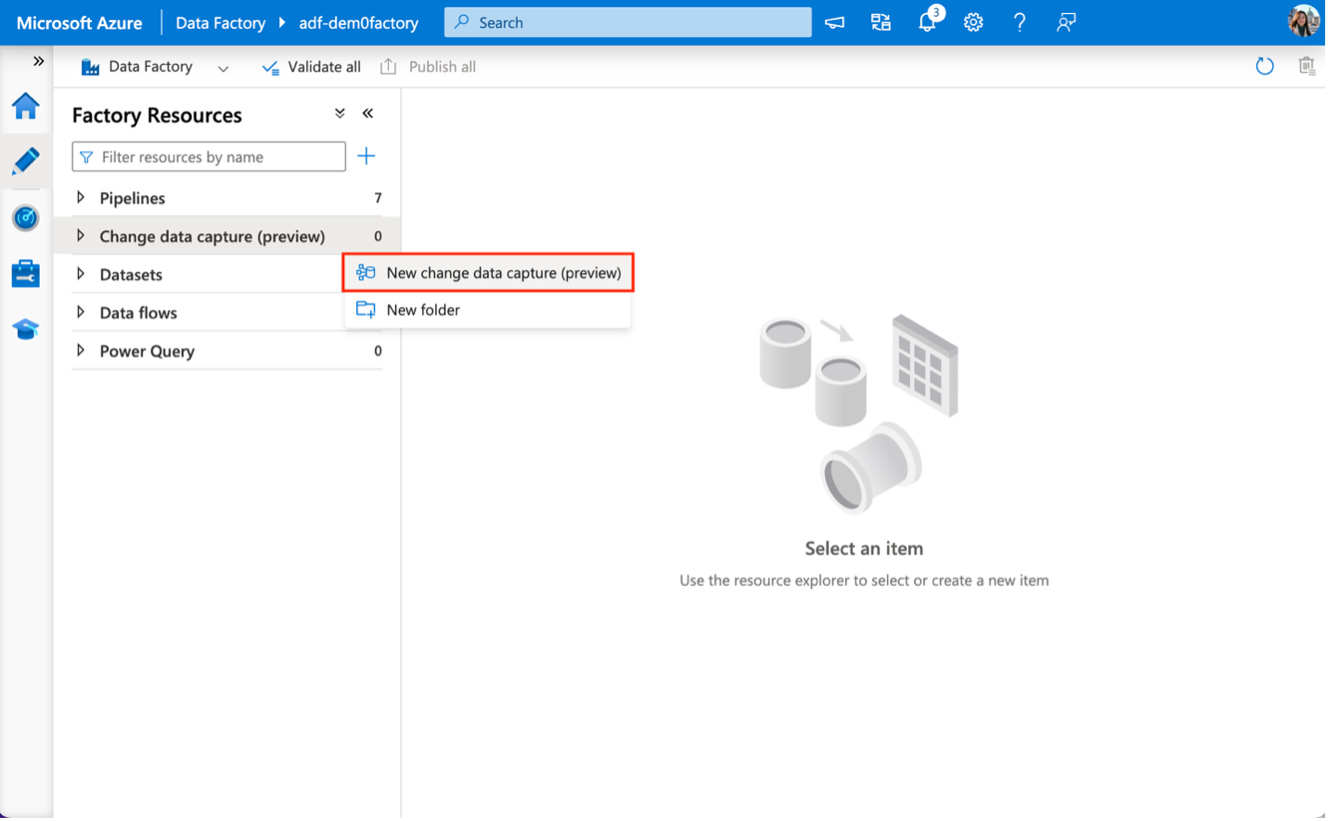 Microsoft Azure
Data Factory
adf-dem0factory
Search
3
Data Factory
Validate all
Publish all
Factory Resources
Filter resources by name
Pipelines 7
Change data capture (preview) 0
New change data capture (preview)
Datasets
New folder
Data flows
Power Query 0
Select an item
Use the resource explorer to select or create a new item